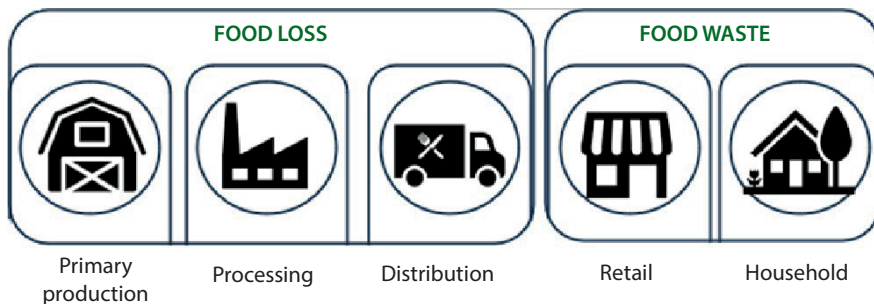 FOOD LOSS
FOOD WASTE
Primary
production
Processing
Distribution
Retail
Household